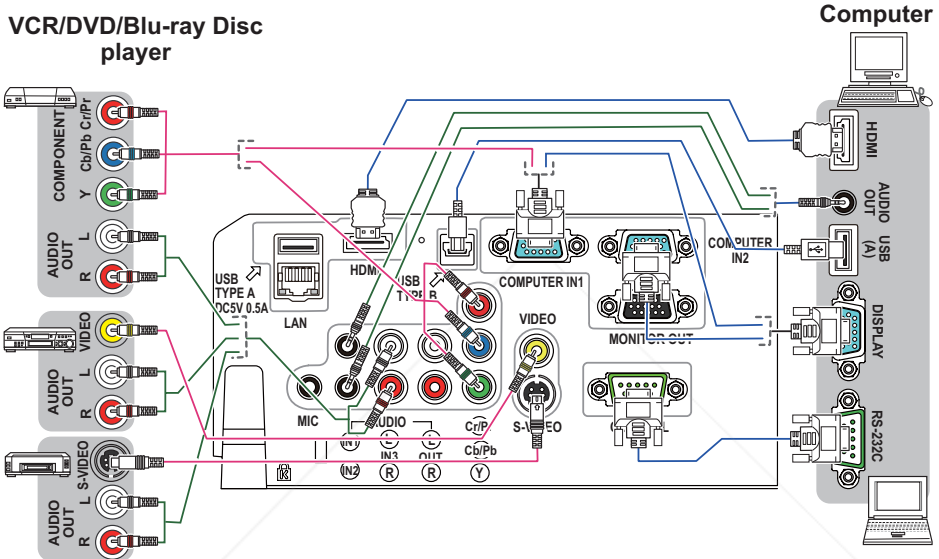 VCR/DVD/Blu-ray Disc
player
Computer
COMPONENT
Cr/Pr
Cb/Pb
Y
AUDIO
OUT
L
R
VIDEO
AUDIO
OUT
L
R
S-VIDEO
AUDIO
OUT
L
R
USB
TYPE A
DC5V 0.5A
LAN
HDMI
USB
TYPE B
COMPUTER IN1
COMPUTER
IN2
MONITOR OUT
VIDEO
S-VIDEO
MIC
AUDIO
IN1
IN2
L
IN3
R
L
OUT
R
Cb/Pb
Y
HDMI
AUDIO
OUT
USB
(A)
DISPLAY
RS-232C